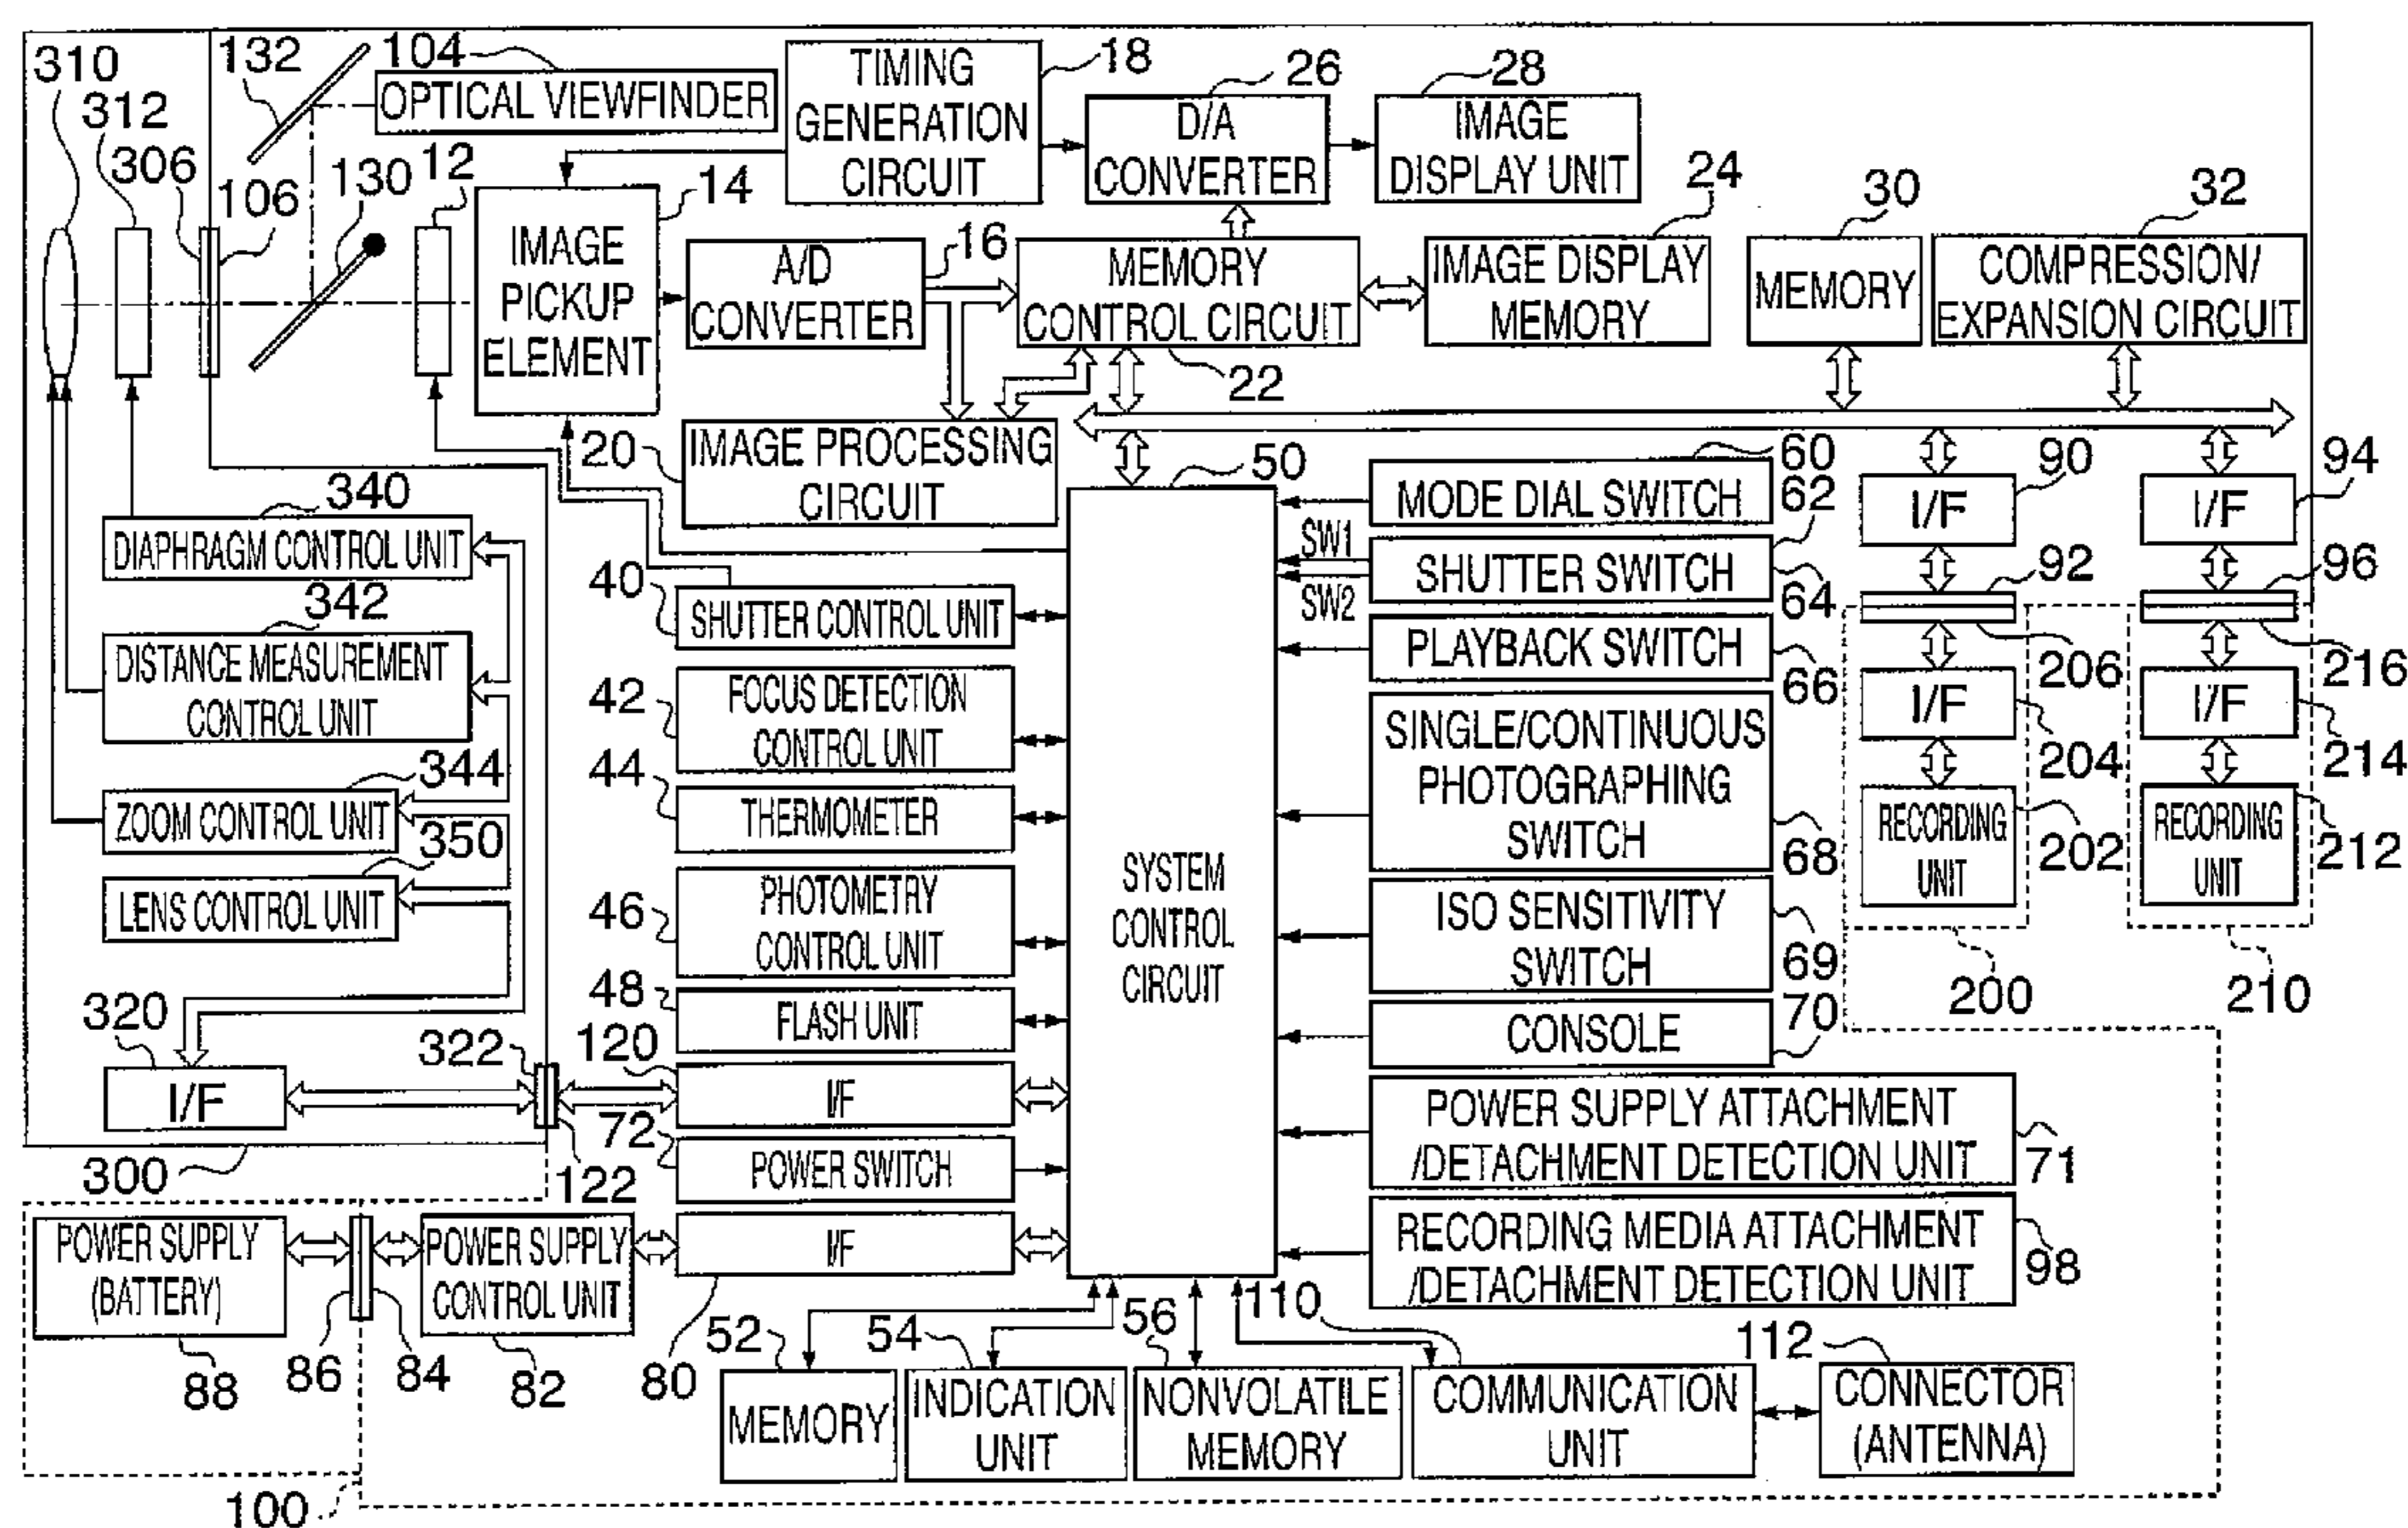 310
132
104
OPTICAL VIEWFINDER
TIMING
GENERATION
CIRCUIT
18
26
D/A
CONVERTER
28
IMAGE
DISPLAY UNIT
312
306
106
130
12
14
IMAGE
PICKUP
ELEMENT
16
A/D
CONVERTER
MEMORY
CONTROL CIRCUIT
22
24
IMAGE DISPLAY
MEMORY
30
MEMORY
32
COMPRESSION/
EXPANSION CIRCUIT
20
IMAGE PROCESSING
CIRCUIT
50
SYSTEM
CONTROL
CIRCUIT
340
DIAPHRAGM CONTROL UNIT
342
DISTANCE MEASUREMENT
CONTROL UNIT
344
ZOOM CONTROL UNIT
350
LENS CONTROL UNIT
320
I/F
322
300
122
40
SHUTTER CONTROL UNIT
42
FOCUS DETECTION
CONTROL UNIT
44
THERMOMETER
46
PHOTOMETRY
CONTROL UNIT
48
FLASH UNIT
120
I/F
72
POWER SWITCH
I/F
80
60
MODE DIAL SWITCH
62
SW1
SHUTTER SWITCH
SW2
64
PLAYBACK SWITCH
66
SINGLE/CONTINUOUS
PHOTOGRAPHING
SWITCH
68
ISO SENSITIVITY
SWITCH
69
CONSOLE
70
POWER SUPPLY ATTACHMENT
/DETACHMENT DETECTION UNIT
71
RECORDING MEDIA ATTACHMENT
/DETACHMENT DETECTION UNIT
98
90
I/F
92
206
I/F
204
RECORDING
UNIT
202
200
94
I/F
96
216
I/F
214
RECORDING
UNIT
212
210
POWER SUPPLY
(BATTERY)
88
86
84
POWER SUPPLY
CONTROL UNIT
82
100
52
MEMORY
54
INDICATION
UNIT
56
NONVOLATILE
MEMORY
110
COMMUNICATION
UNIT
112
CONNECTOR
(ANTENNA)